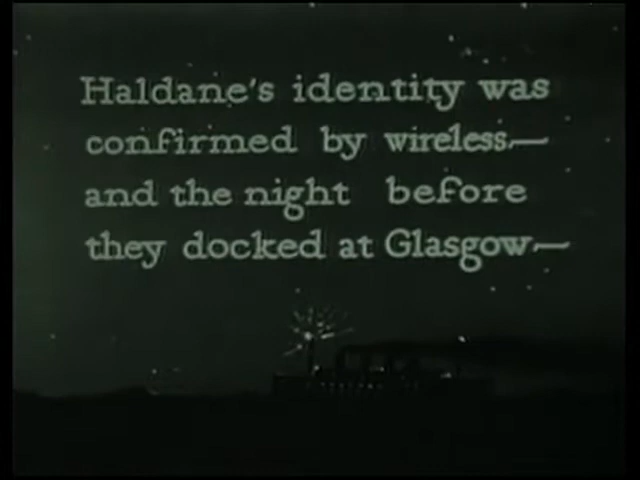 Haldane's identity was
confirmed by wireless—
and the night before
they docked at Glasgow—